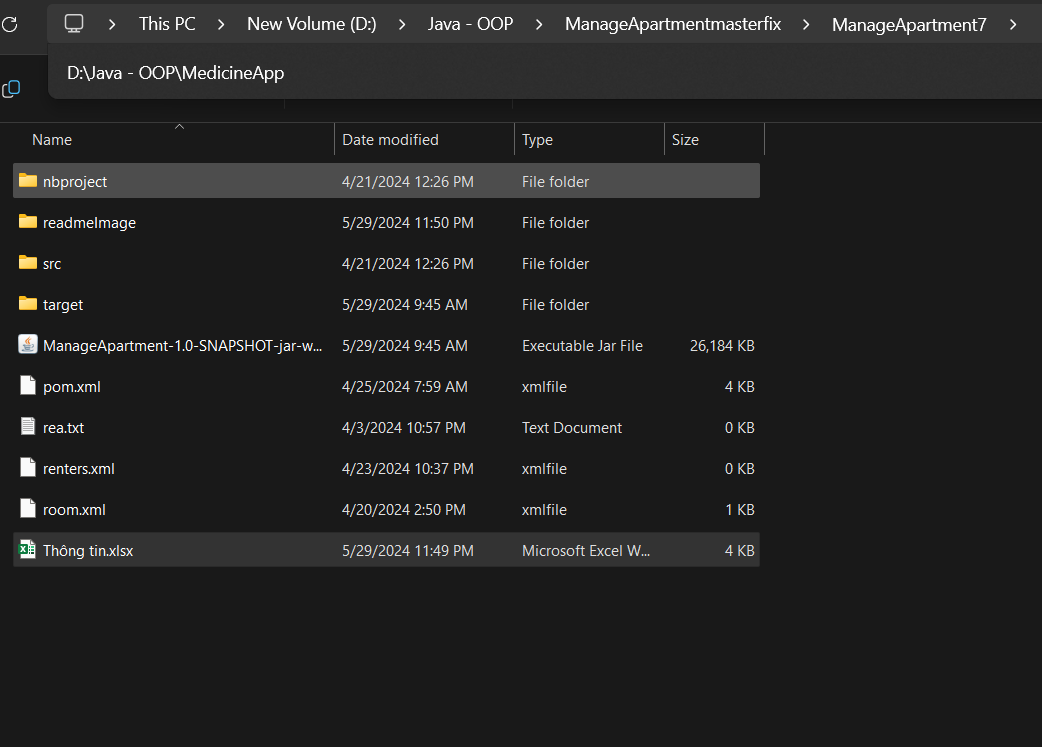 This PC > New Volume (D:) > Java - OOP > ManageApartmentmasterfix > ManageApartment7 >
D:\Java - OOP\MedicineApp
Name Date modified Type Size
nbproject 4/21/2024 12:26 PM File folder
readmeImage 5/29/2024 11:50 PM File folder
src 4/21/2024 12:26 PM File folder
target 5/29/2024 9:45 AM File folder
ManageApartment-1.0-SNAPSHOT-jar-w... 5/29/2024 9:45 AM Executable Jar File 26,184 KB
pom.xml 4/25/2024 7:59 AM xmlfile 4 KB
rea.txt 4/3/2024 10:57 PM Text Document 0 KB
renters.xml 4/23/2024 10:37 PM xmlfile 0 KB
room.xml 4/20/2024 2:50 PM xmlfile 1 KB
Thông tin.xlsx 5/29/2024 11:49 PM Microsoft Excel W... 4 KB